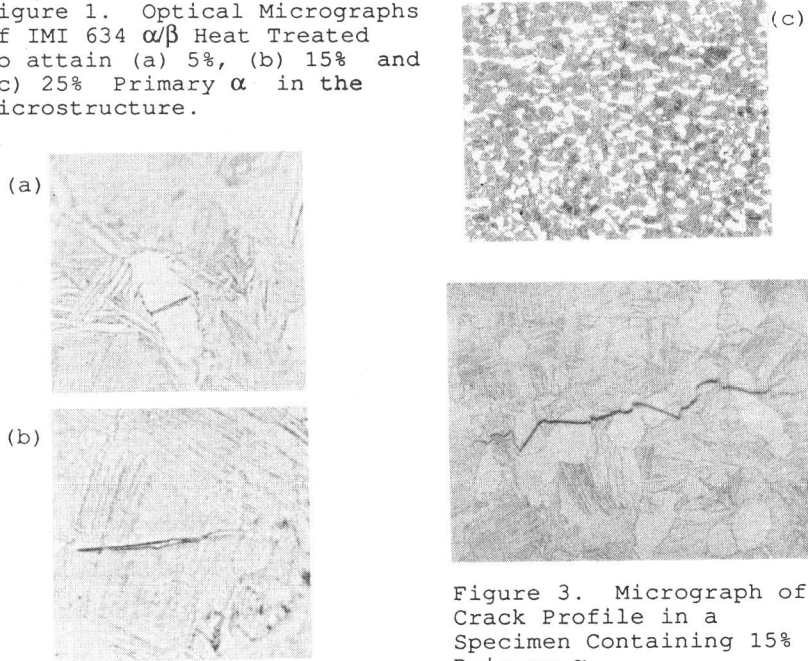 igure 1. Optical Micrographs
f IMI 634 α/β Heat Treated
o attain (a) 5%, (b) 15% and
c) 25% Primary α in the
icrostructure.
(c)
(a)
(b)
Figure 3. Micrograph of
Crack Profile in a
Specimen Containing 15%